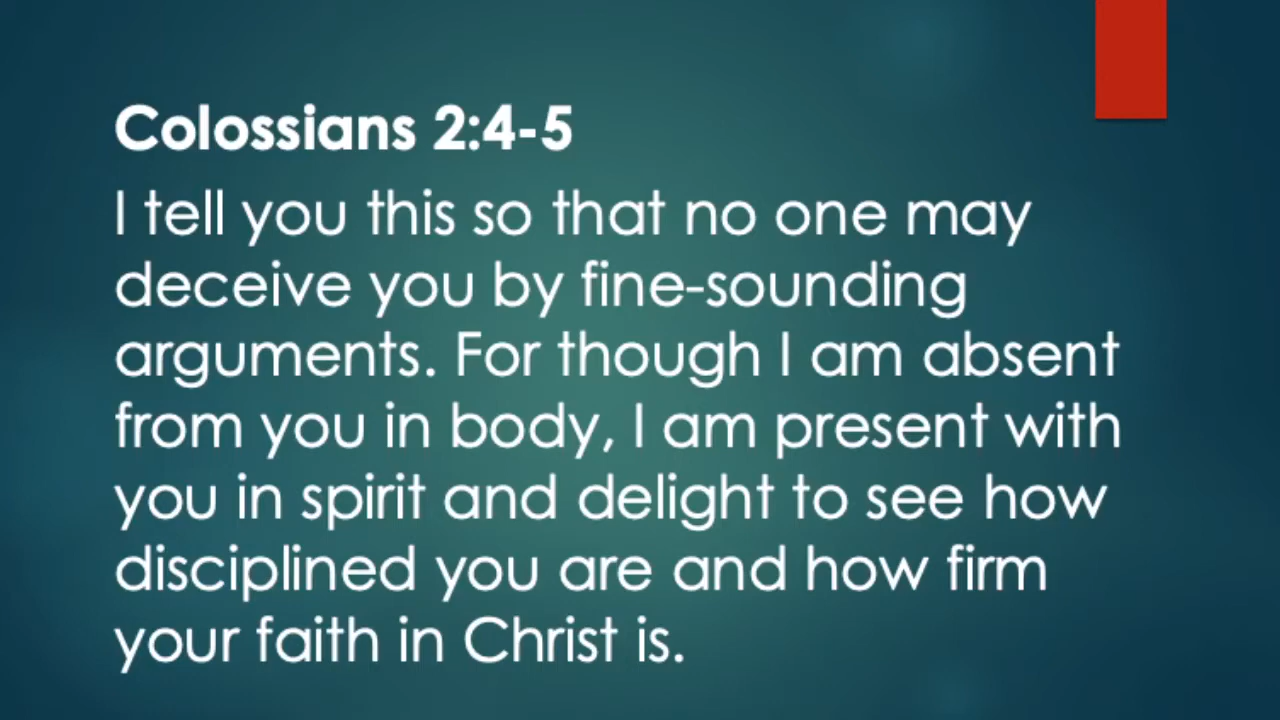 Colossians 2:4-5
I tell you this so that no one may
deceive you by fine-sounding
arguments. For though I am absent
from you in body, I am present with
you in spirit and delight to see how
disciplined you are and how firm
your faith in Christ is.